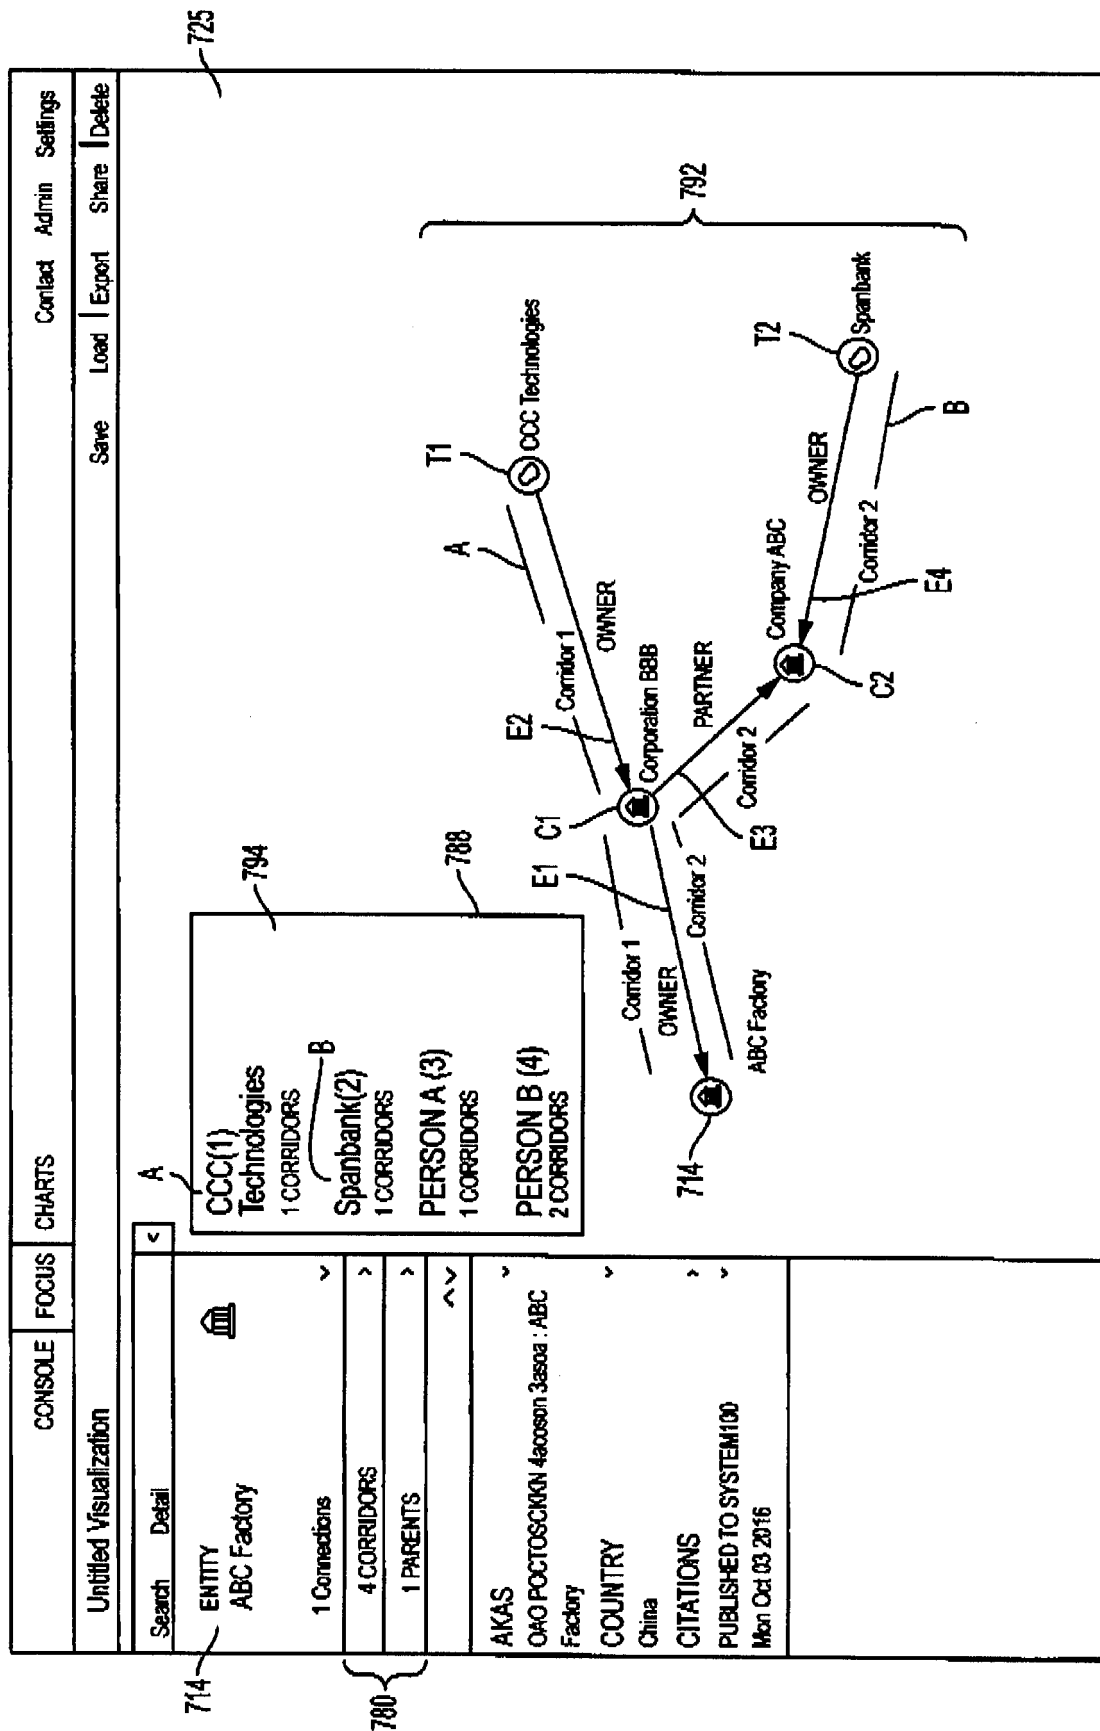 CONSOLE FOCUS CHARTS
Contact Admin Settings
Untitled Visualization
Save Load Export Share Delete
725
Search Detail <
714
ENTITY
ABC Factory
1 Connections
780
4 CORRIDORS
1 PARENTS
AKAS
OAO POCTOSCKKN 4acoson 3asoa : ABC
Factory
COUNTRY
China
CITATIONS
PUBLISHED TO SYSTEM100
Mon Oct 03 2016
A
CCC(1)
Technologies
1 CORRIDORS
B
Spanbank(2)
1 CORRIDORS
PERSON A (3)
1 CORRIDORS
PERSON B (4)
2 CORRIDORS
794
788
T1
CCC Technologies
A
Corridor 1
OWNER
E2
C1
Corporation BBB
E1
Corridor 1
OWNER
Corridor 2
714
ABC Factory
PARTNER
Corridor 2
E3
Company ABC
C2
OWNER
Corridor 2
E4
T2
Spanbank
B
792